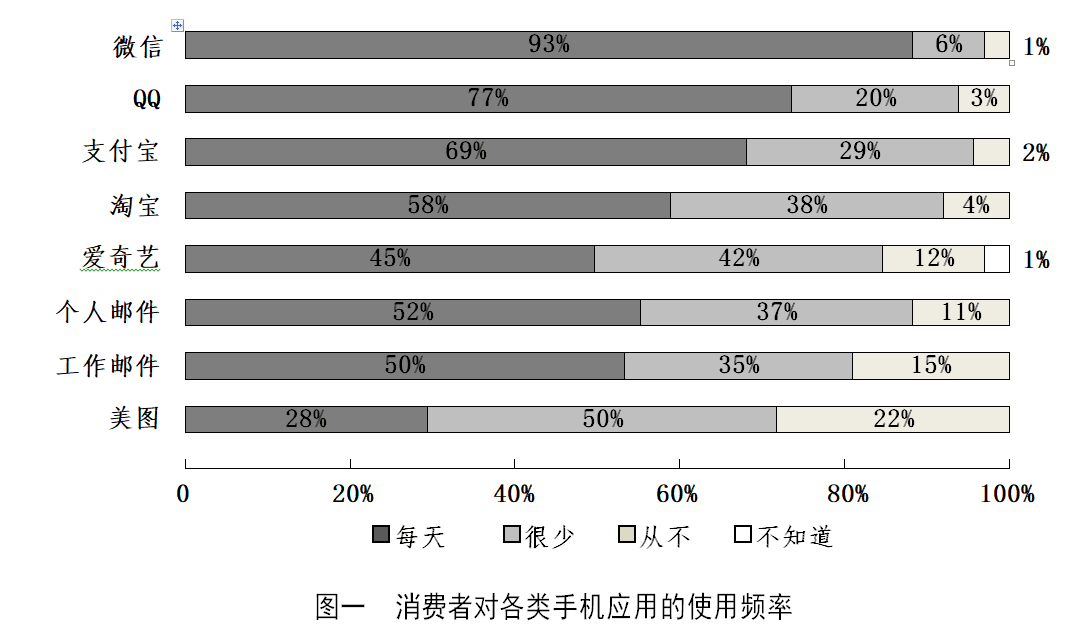 微信 93% 6% 1%
QQ 77% 20% 3%
支付宝 69% 29% 2%
淘宝 58% 38% 4%
爱奇艺 45% 42% 12% 1%
个人邮件 52% 37% 11%
工作邮件 50% 35% 15%
美图 28% 50% 22%
0 20% 40% 60% 80% 100%
每天 很少 从不 不知道
图一 消费者对各类手机应用的使用频率